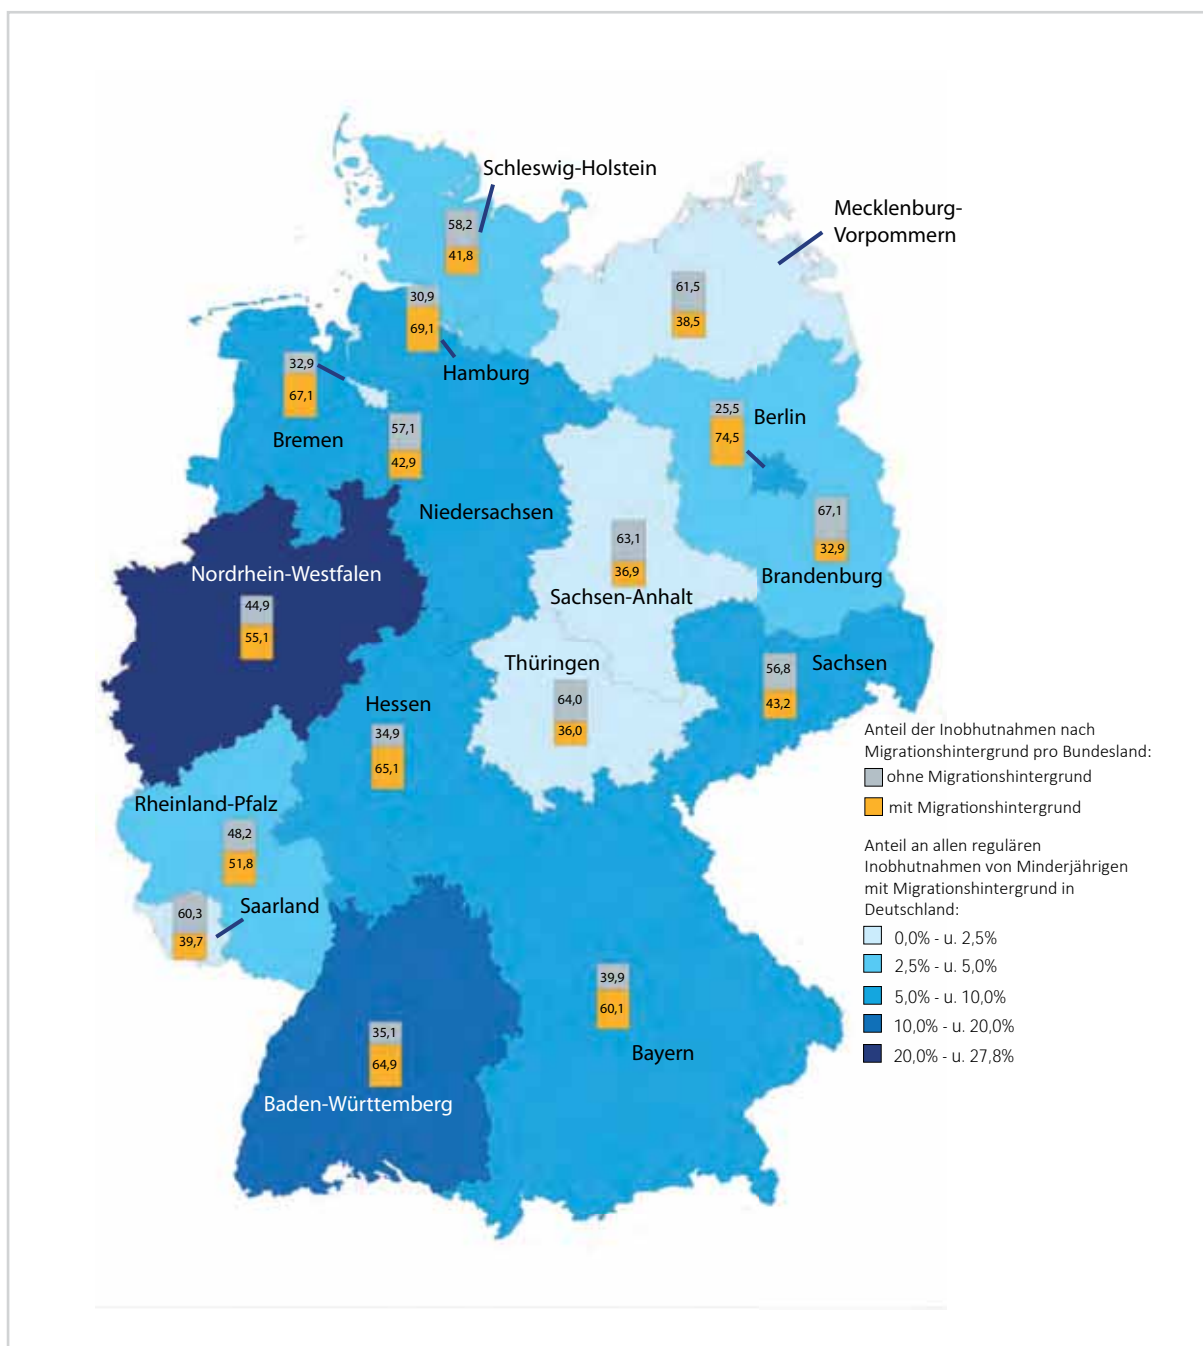 Schleswig-Holstein
58,2
41,8
Mecklenburg-
Vorpommern
61,5
38,5
30,9
69,1
Hamburg
32,9
67,1
Bremen
57,1
42,9
Niedersachsen
25,5
74,5
Berlin
67,1
32,9
Brandenburg
63,1
36,9
Sachsen-Anhalt
Nordrhein-Westfalen
44,9
55,1
Thüringen
64,0
36,0
Sachsen
56,8
43,2
Hessen
34,9
65,1
Rheinland-Pfalz
48,2
51,8
Saarland
60,3
39,7
39,9
60,1
Bayern
35,1
64,9
Baden-Württemberg
Anteil der Inobhutnahmen nach
Migrationshintergrund pro Bundesland:
ohne Migrationshintergrund
mit Migrationshintergrund
Anteil an allen regulären
Inobhutnahmen von Minderjährigen
mit Migrationshintergrund in
Deutschland:
0,0% - u. 2,5%
2,5% - u. 5,0%
5,0% - u. 10,0%
10,0% - u. 20,0%
20,0% - u. 27,8%